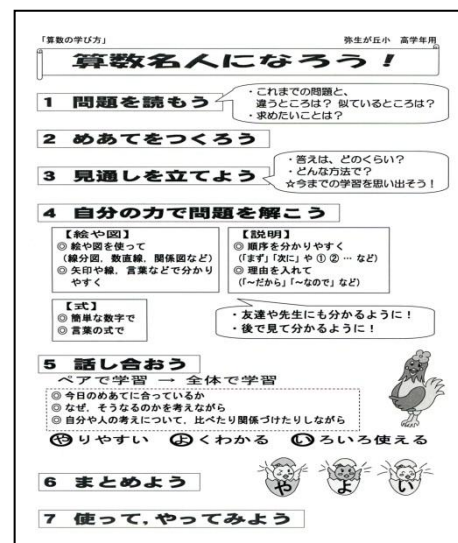 「算数の学び方」 弥生が丘小 高学年用
算数名人になろう！
1 問題を読もう
・これまでの問題と、
違うところは？ 似ているところは？
・求めたいことは？
2 めあてをつくろう
3 見通しを立てよう
・答えは、どのくらい？
・どんな方法で？
☆今までの学習を思い出そう！
4 自分の力で問題を解こう
【絵や図】
◎ 絵や図を使って
（線分図、数直線、関係図など）
◎ 矢印や線、言葉などで分かり
やすく
【説明】
◎ 順序を分かりやすく
（「まず」「次に」や ① ② … など）
◎ 理由を入れて
（「～だから」「～なので」など）
【式】
◎ 簡単な数字で
◎ 言葉の式で
・友達や先生にも分かるように！
・後で見て分かるように！
5 話し合おう
ペアで学習 → 全体で学習
◎ 今日のめあてに合っているか
◎ なぜ、そうなるのかを考えながら
◎ 自分や人の考えについて、比べたり関係づけたりしながら
やりやすい よくわかる いろいろ使える
6 まとめよう
や よ い
7 使って，やってみよう